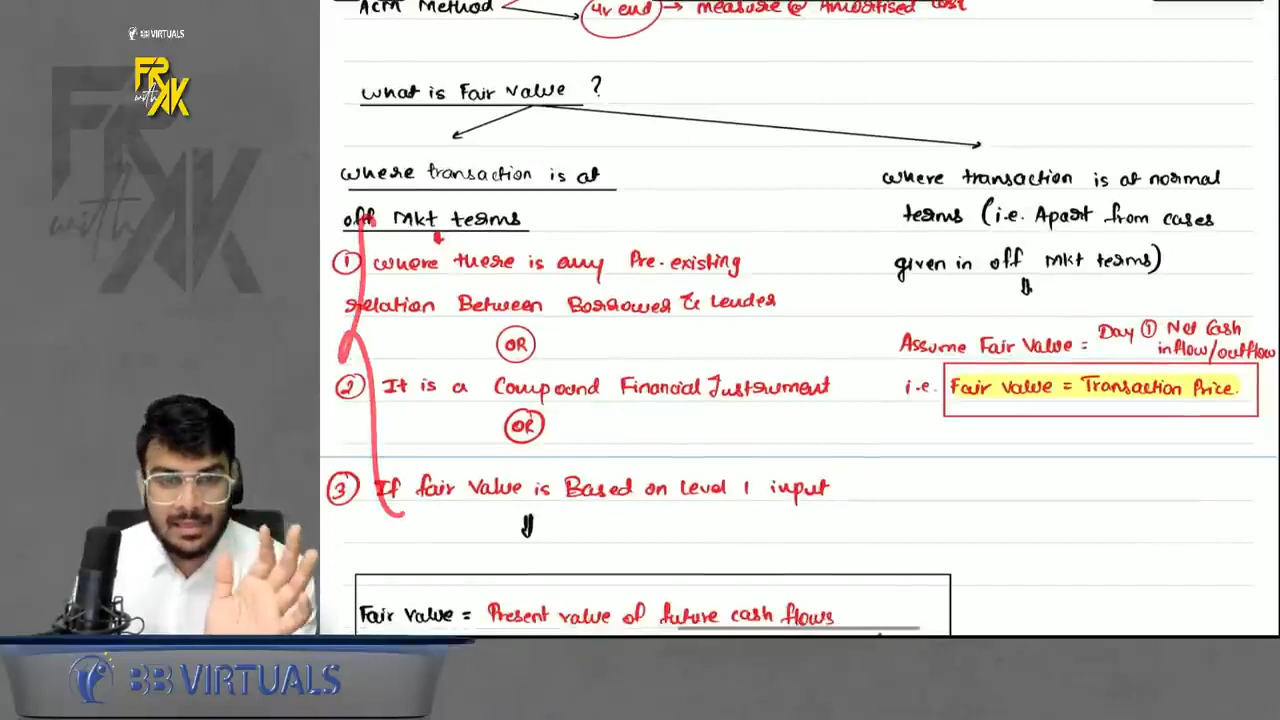 ACM Method
yr end → measure @ Amortised cost
BB VIRTUALS
FR
with
KK
What is Fair Value ?
where transaction is at
off Mkt terms
① where there is any Pre-existing
relation Between Borrower & Lender
OR
② It is a Compound Financial Instrument
OR
③ If fair value is Based on level 1 input
⇓
Fair Value = Present value of future cash flows
where transaction is at normal
terms (i.e. Apart from cases
given in off Mkt terms)
⇓
Assume Fair Value = Day ① Net Cash
inflow/outflow
i.e. Fair Value = Transaction Price.
BB VIRTUALS